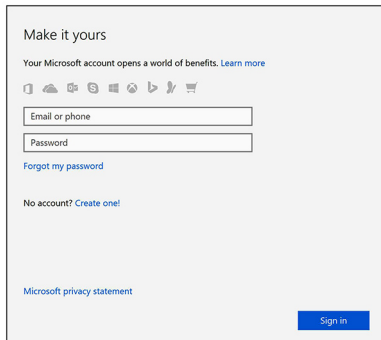 Make it yours
Your Microsoft account opens a world of benefits. Learn more
Email or phone
Password
Forgot my password
No account? Create one!
Microsoft privacy statement
Sign in